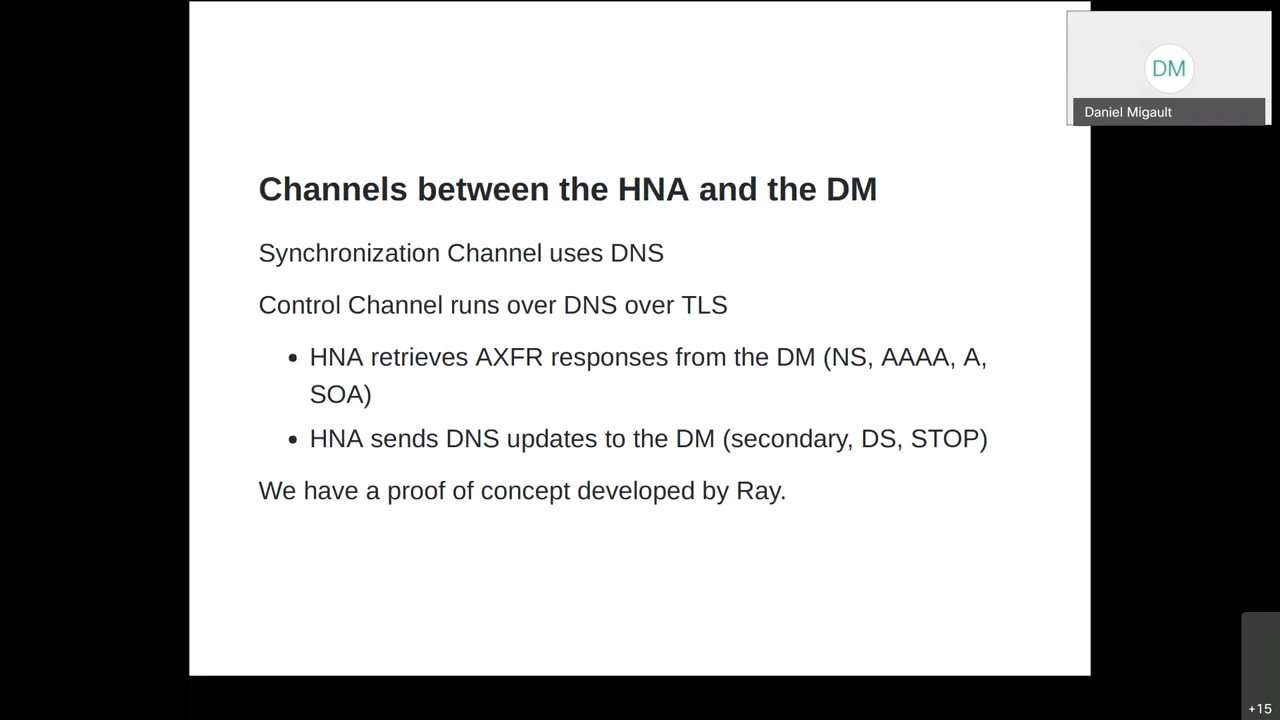 DM
Daniel Migault
Channels between the HNA and the DM
Synchronization Channel uses DNS
Control Channel runs over DNS over TLS
• HNA retrieves AXFR responses from the DM (NS, AAAA, A,
SOA)
• HNA sends DNS updates to the DM (secondary, DS, STOP)
We have a proof of concept developed by Ray.
+15